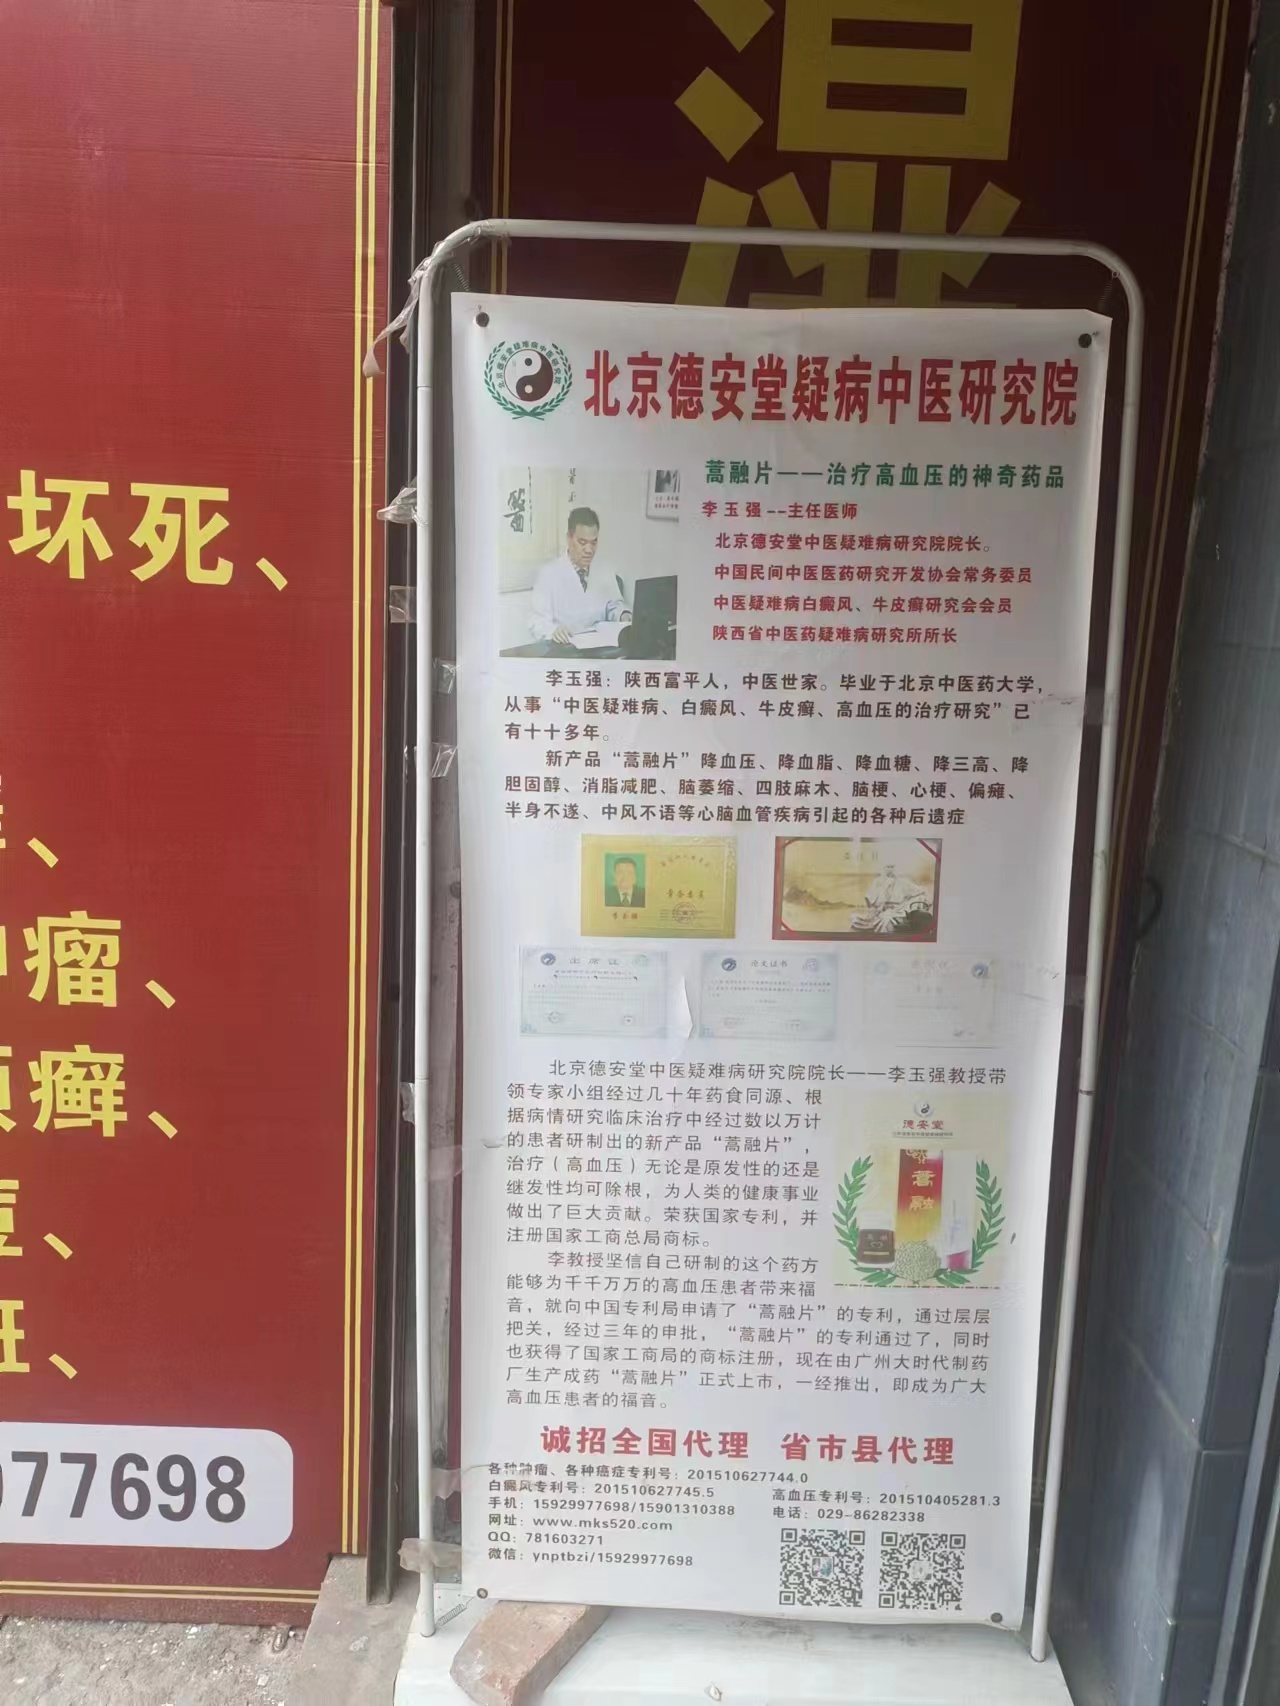 坏死、
瘤、
癣、
977698
北京德安堂疑病中医研究院
蒿融片——治疗高血压的神奇药品
李玉强--主任医师
北京德安堂中医疑难病研究院院长。
中国民间中医医药研究开发协会常务委员
中医疑难病白癜风、牛皮癣研究会会员
陕西省中医药疑难病研究所所长
李玉强：陕西富平人，中医世家。毕业于北京中医药大学，
从事“中医疑难病、白癜风、牛皮癣、高血压的治疗研究”已
有十十多年。
新产品“蒿融片”降血压、降血脂、降血糖、降三高、降
胆固醇、消脂减肥、脑萎缩、四肢麻木、脑梗、心梗、偏瘫、
半身不遂、中风不语等心脑血管疾病引起的各种后遗症
常务委员
出席证
论文证书
北京德安堂中医疑难病研究院院长——李玉强教授带
领专家小组经过几十年药食同源、根
据病情研究临床治疗中经过数以万计
的患者研制出的新产品“蒿融片”，
治疗（高血压）无论是原发性的还是
继发性均可除根，为人类的健康事业
做出了巨大贡献。荣获国家专利，并
注册国家工商总局商标。
德安堂
蒿融
李教授坚信自己研制的这个药方
能够为千千万万的高血压患者带来福
音，就向中国专利局申请了“蒿融片”的专利，通过层层
把关，经过三年的申批，“蒿融片”的专利通过了，同时
也获得了国家工商局的商标注册，现在由广州大时代制药
厂生产成药“蒿融片”正式上市，一经推出，即成为广大
高血压患者的福音。
诚招全国代理 省市县代理
各种肿瘤、各种癌症专利号：201510627744.0
白癜风专利号：201510627745.5
高血压专利号：201510405281.3
手机：15929977698/15901310388
电话：029-86282338
网址：www.mks520.com
QQ：781603271
微信：ynptbzi/15929977698